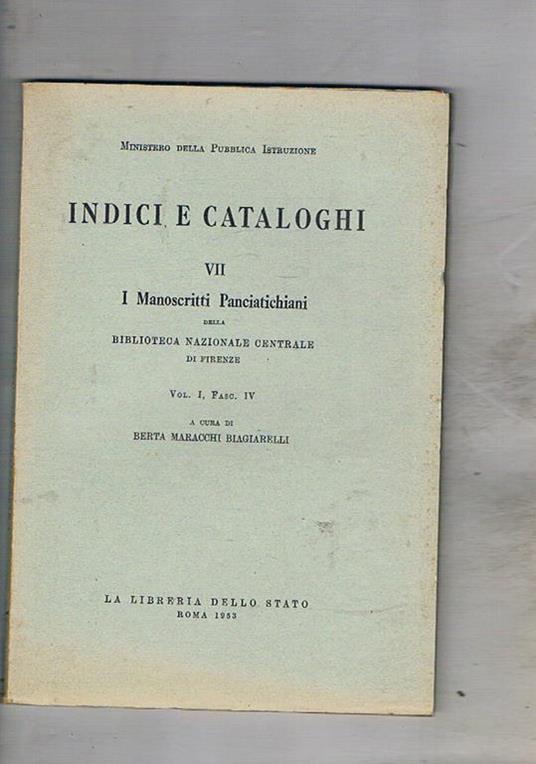 Ministero della Pubblica Istruzione
INDICI E CATALOGHI
VII
I Manoscritti Panciatichiani
DELLA
BIBLIOTECA NAZIONALE CENTRALE
DI FIRENZE
Vol. I, Fasc. IV
A CURA DI
BERTA MARACCHI BIAGIARELLI
LA LIBRERIA DELLO STATO
ROMA 1953